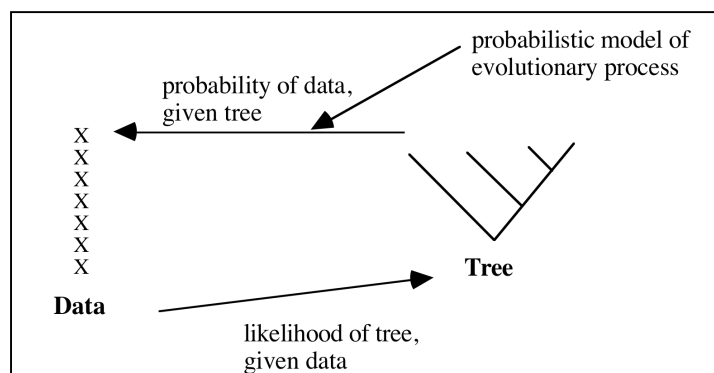 probabilistic model of
evolutionary process
probability of data,
given tree
X
X
X
X
X
X
X
Tree
Data
likelihood of tree,
given data